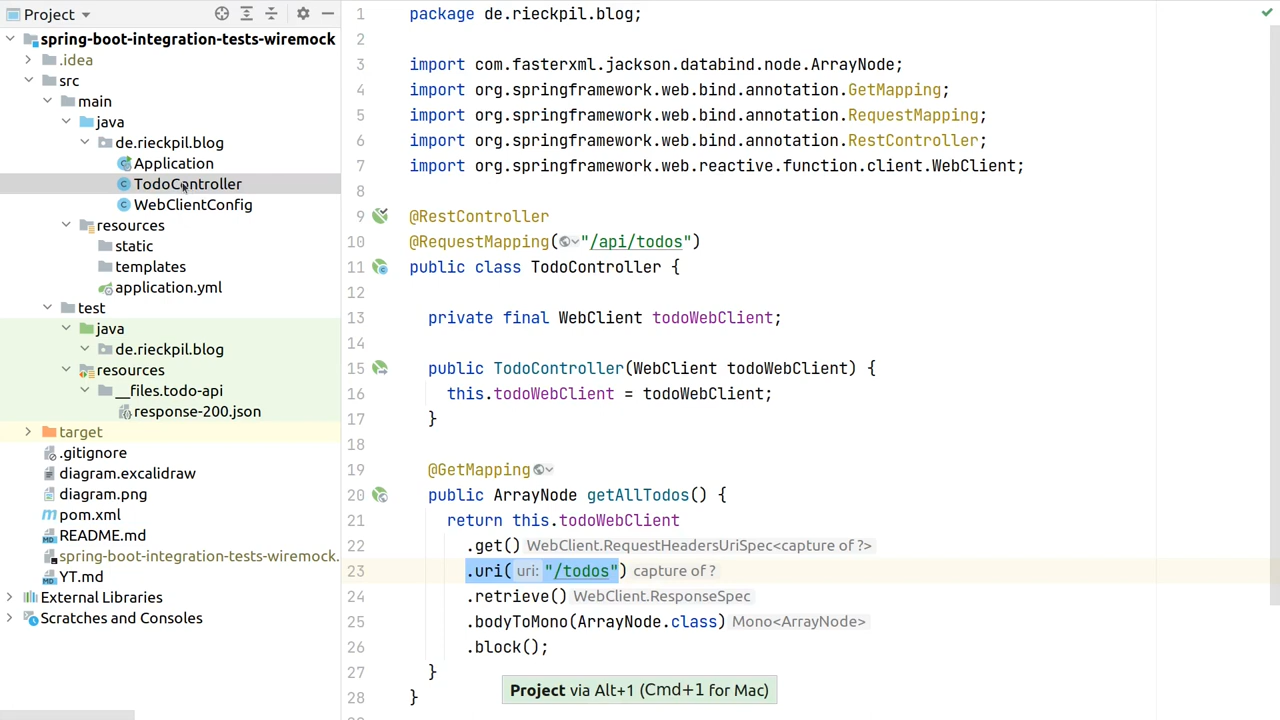 Project
spring-boot-integration-tests-wiremock
.idea
src
main
java
de.rieckpil.blog
Application
TodoController
WebClientConfig
resources
static
templates
application.yml
test
java
de.rieckpil.blog
resources
__files.todo-api
response-200.json
target
.gitignore
diagram.excalidraw
diagram.png
pom.xml
README.md
spring-boot-integration-tests-wiremock.
YT.md
External Libraries
Scratches and Consoles
1 package de.rieckpil.blog;
2
3 import com.fasterxml.jackson.databind.node.ArrayNode;
4 import org.springframework.web.bind.annotation.GetMapping;
5 import org.springframework.web.bind.annotation.RequestMapping;
6 import org.springframework.web.bind.annotation.RestController;
7 import org.springframework.web.reactive.function.client.WebClient;
8
9 @RestController
10 @RequestMapping("/api/todos")
11 public class TodoController {
12
13 private final WebClient todoWebClient;
14
15 public TodoController(WebClient todoWebClient) {
16 this.todoWebClient = todoWebClient;
17 }
18
19 @GetMapping
20 public ArrayNode getAllTodos() {
21 return this.todoWebClient
22 .get() WebClient.RequestHeadersUriSpec<capture of ?>
23 .uri( uri: "/todos") capture of ?
24 .retrieve() WebClient.ResponseSpec
25 .bodyToMono(ArrayNode.class) Mono<ArrayNode>
26 .block();
27 }
28 }
Project via Alt+1 (Cmd+1 for Mac)